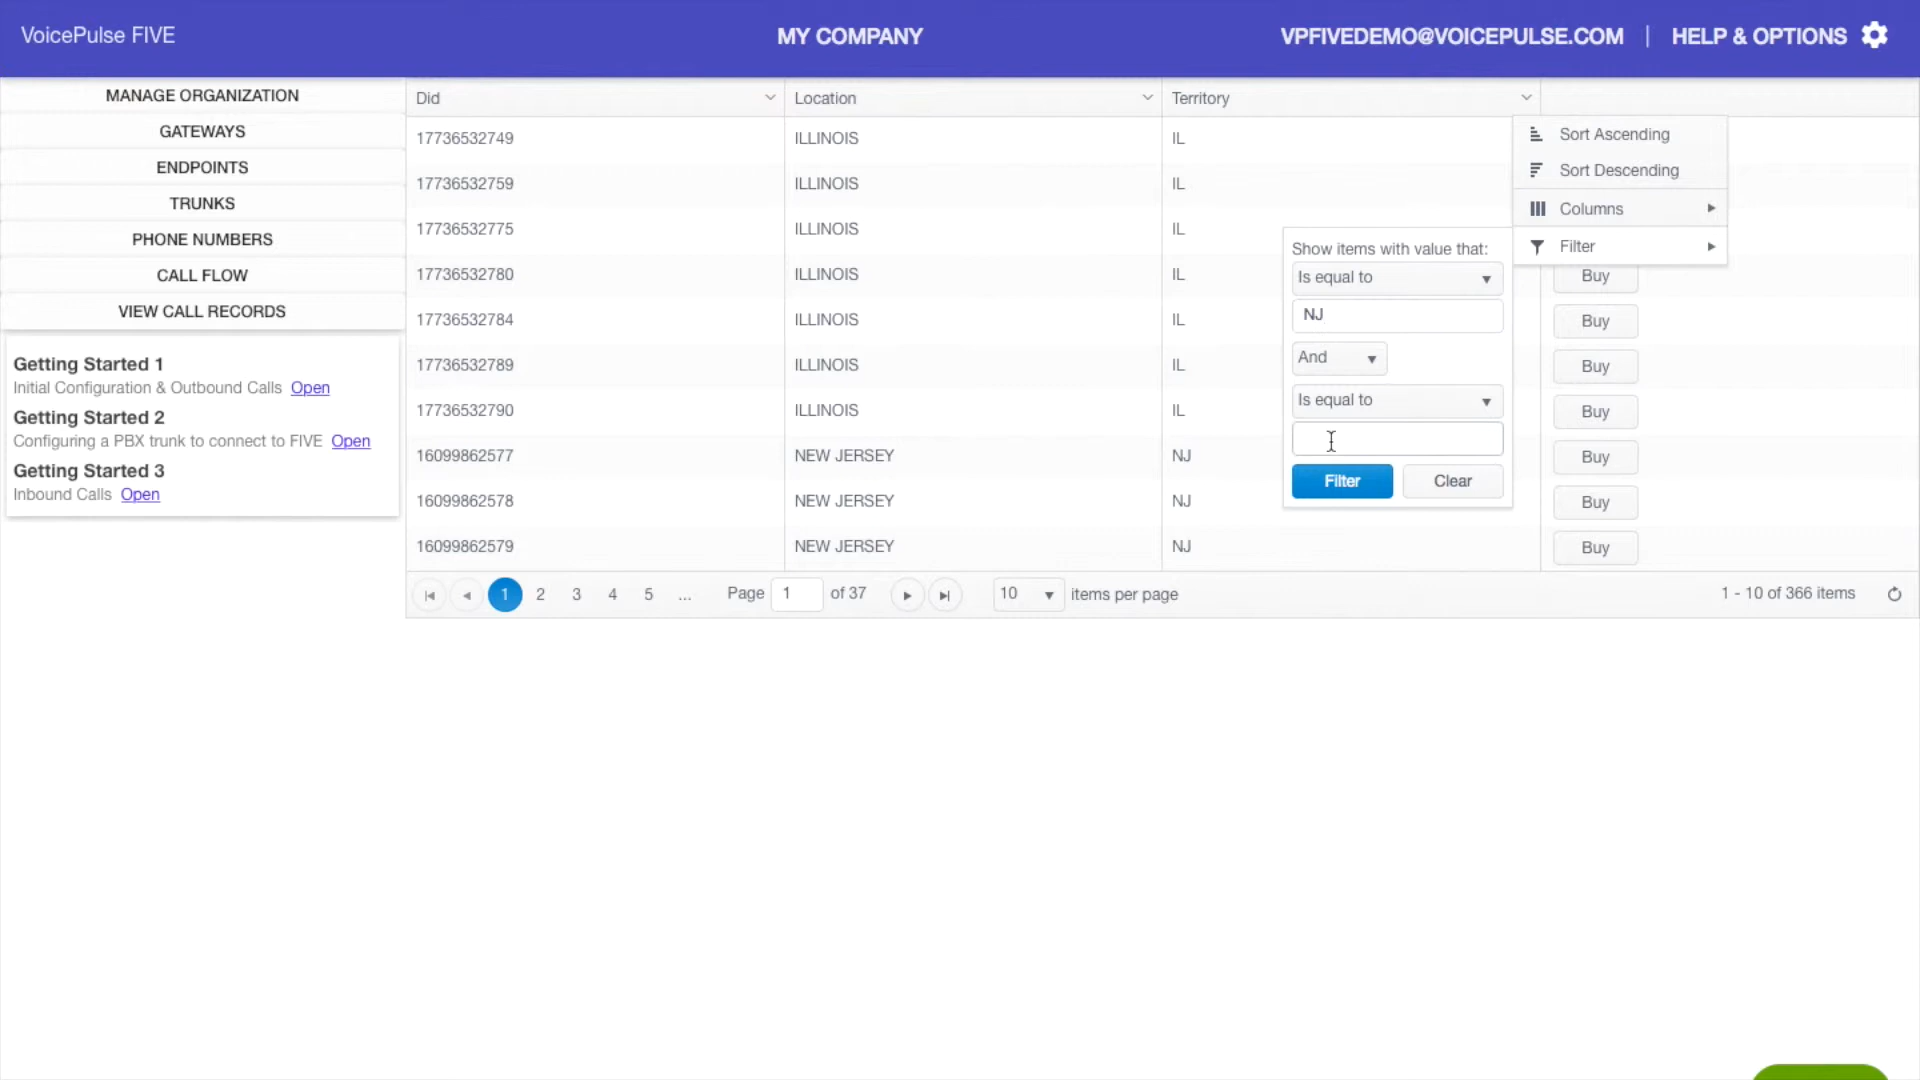 VoicePulse FIVE
MY COMPANY
VPFIVEDEMO@VOICEPULSE.COM | HELP & OPTIONS
MANAGE ORGANIZATION
GATEWAYS
ENDPOINTS
TRUNKS
PHONE NUMBERS
CALL FLOW
VIEW CALL RECORDS
Getting Started 1
Initial Configuration & Outbound Calls Open
Getting Started 2
Configuring a PBX trunk to connect to FIVE Open
Getting Started 3
Inbound Calls Open
Did Location Territory
17736532749 ILLINOIS IL
17736532759 ILLINOIS IL
17736532775 ILLINOIS IL
17736532780 ILLINOIS IL Buy
17736532784 ILLINOIS IL Buy
17736532789 ILLINOIS IL Buy
17736532790 ILLINOIS IL Buy
16099862577 NEW JERSEY NJ Buy
16099862578 NEW JERSEY NJ Buy
16099862579 NEW JERSEY NJ Buy
Sort Ascending
Sort Descending
Columns
Filter
Show items with value that:
Is equal to
NJ
And
Is equal to
Filter Clear
1 2 3 4 5 ... Page 1 of 37 10 items per page 1 - 10 of 366 items